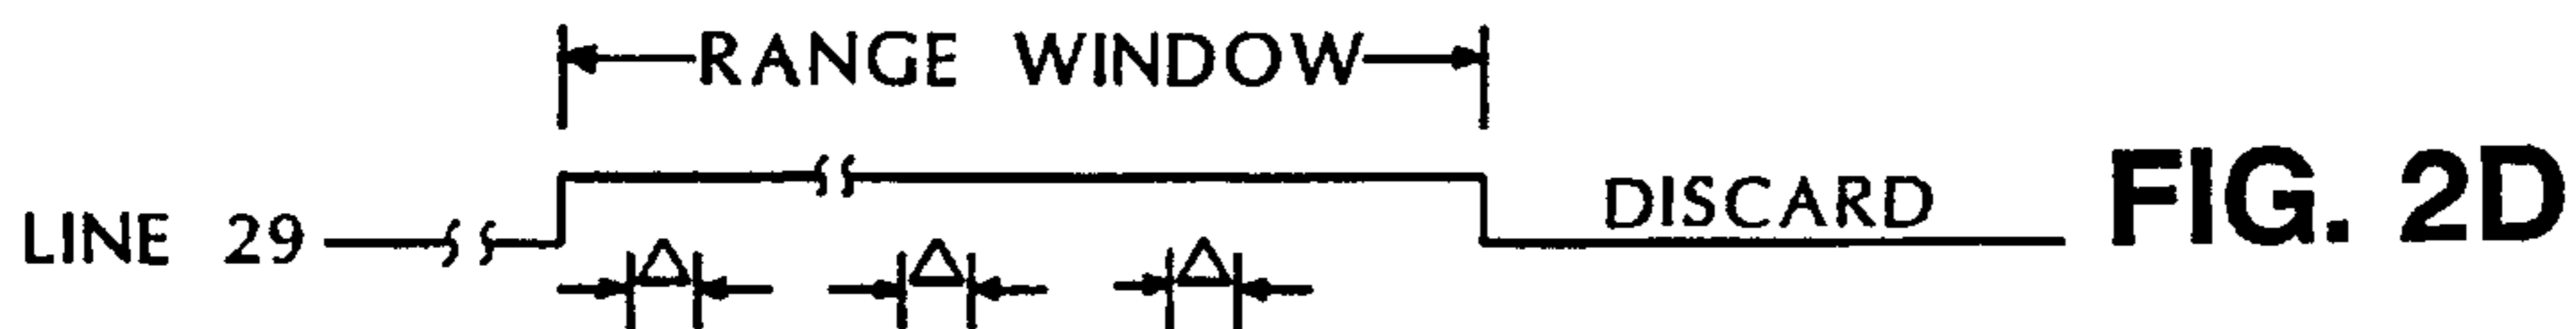 RANGE WINDOW
LINE 29
DISCARD
FIG. 2D
Δ Δ Δ